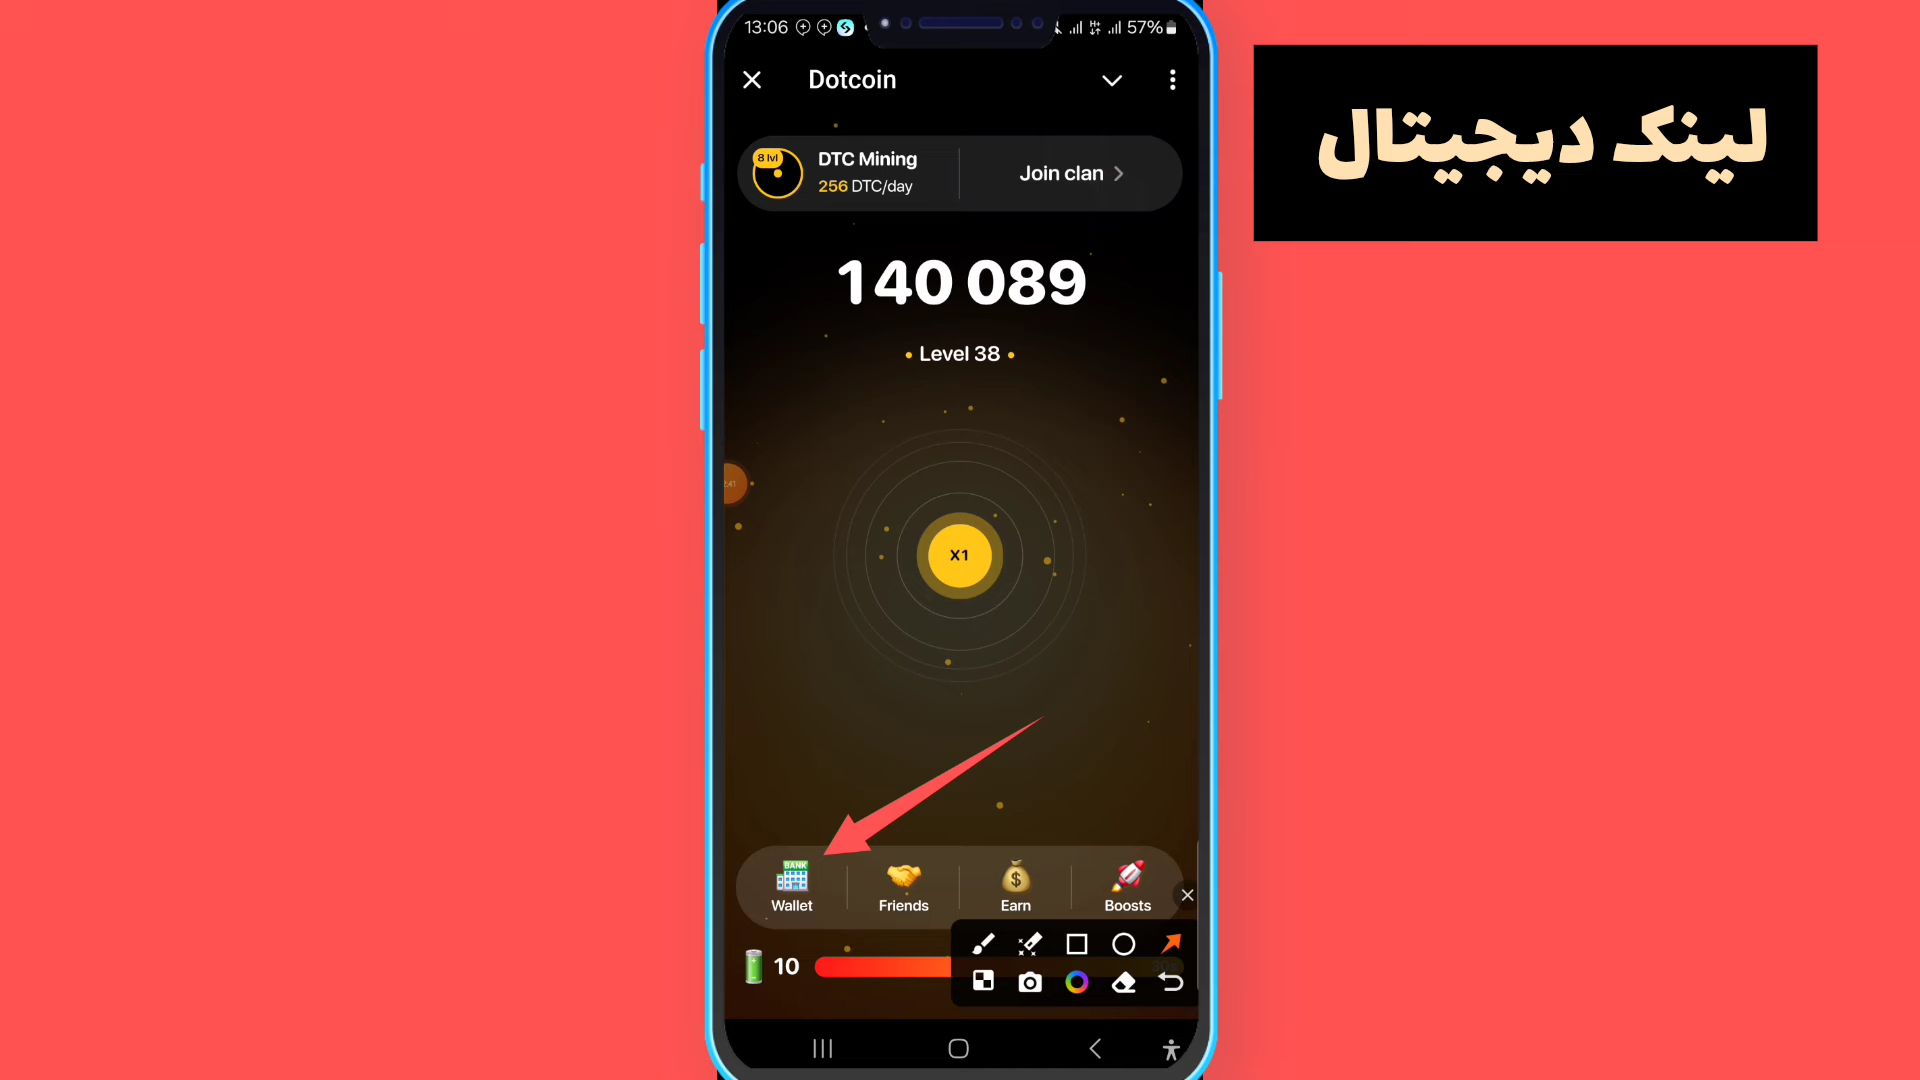 13:06
57%
Dotcoin
لینک دیجیتال
8 lvl
DTC Mining
256 DTC/day
Join clan
140 089
Level 38
X1
BANK
Wallet
Friends
Earn
Boosts
10